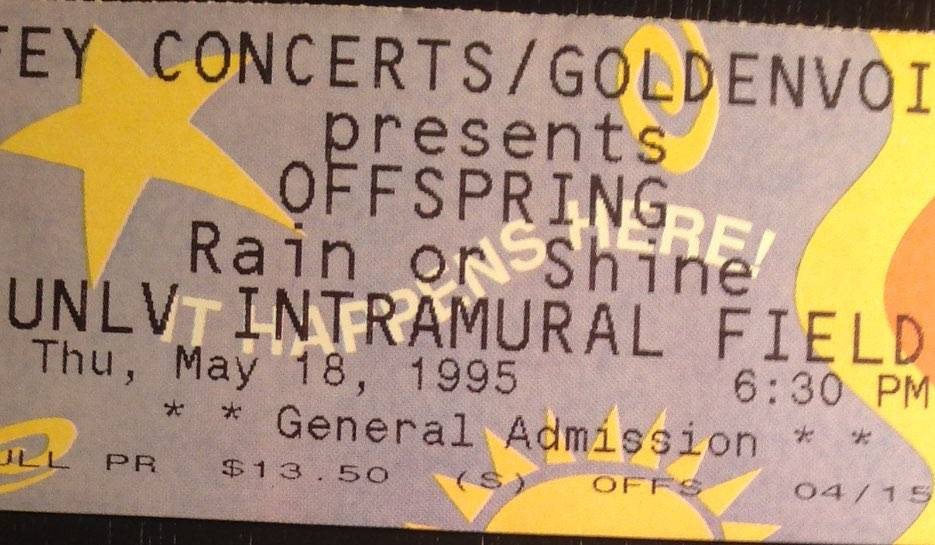 FEY CONCERTS/GOLDENVOI
presents
OFFSPRING
Rain or Shine
IT HAPPENS HERE!
UNLV INTRAMURAL FIELD
Thu, May 18, 1995 6:30 PM
* * General Admission * *
ULL PR $13.50 (S) OFFS 04/15